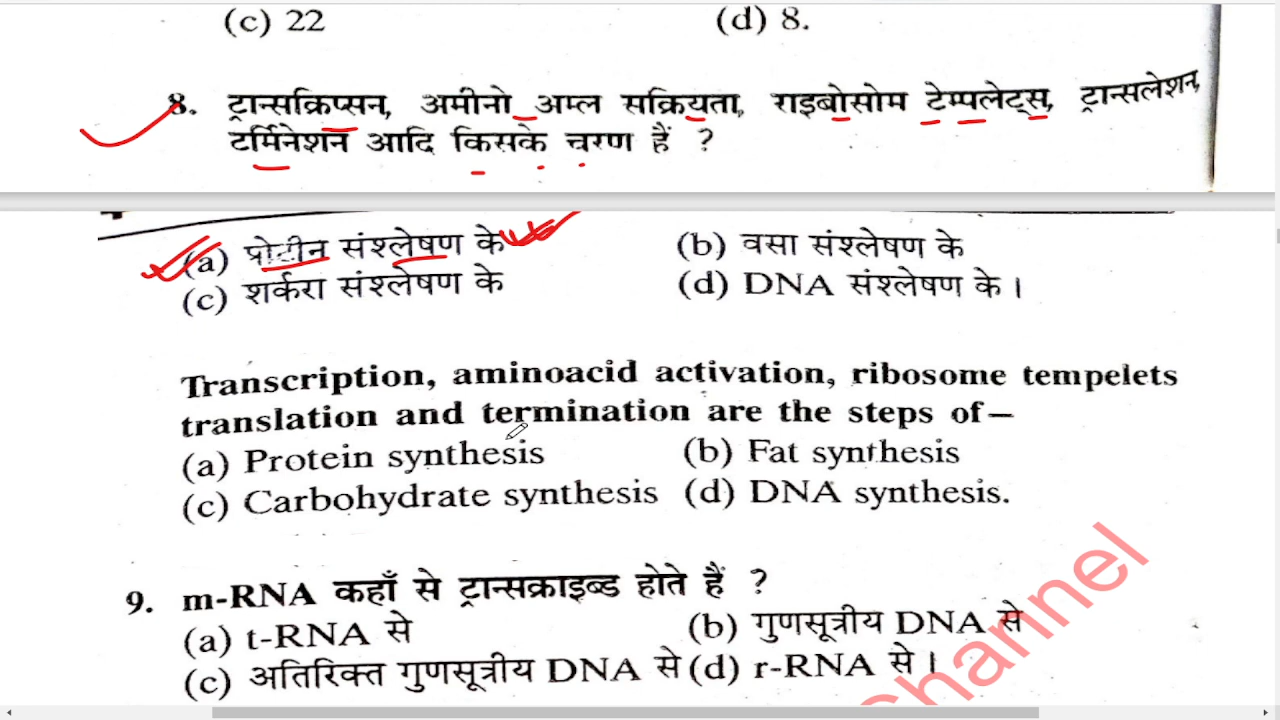 (c) 22 (d) 8.
8. ट्रान्सक्रिप्सन, अमीनो अम्ल सक्रियता, राइबोसोम टेम्पलेट्स, ट्रान्सलेशन,
टर्मिनेशन आदि किसके चरण हैं ?
(a) प्रोटीन संश्लेषण के (b) वसा संश्लेषण के
(c) शर्करा संश्लेषण के (d) DNA संश्लेषण के।
Transcription, aminoacid activation, ribosome tempelets
translation and termination are the steps of—
(a) Protein synthesis (b) Fat synthesis
(c) Carbohydrate synthesis (d) DNA synthesis.
9. m-RNA कहाँ से ट्रान्सक्राइब्ड होते हैं ?
(a) t-RNA से (b) गुणसूत्रीय DNA से
(c) अतिरिक्त गुणसूत्रीय DNA से (d) r-RNA से।
Channel